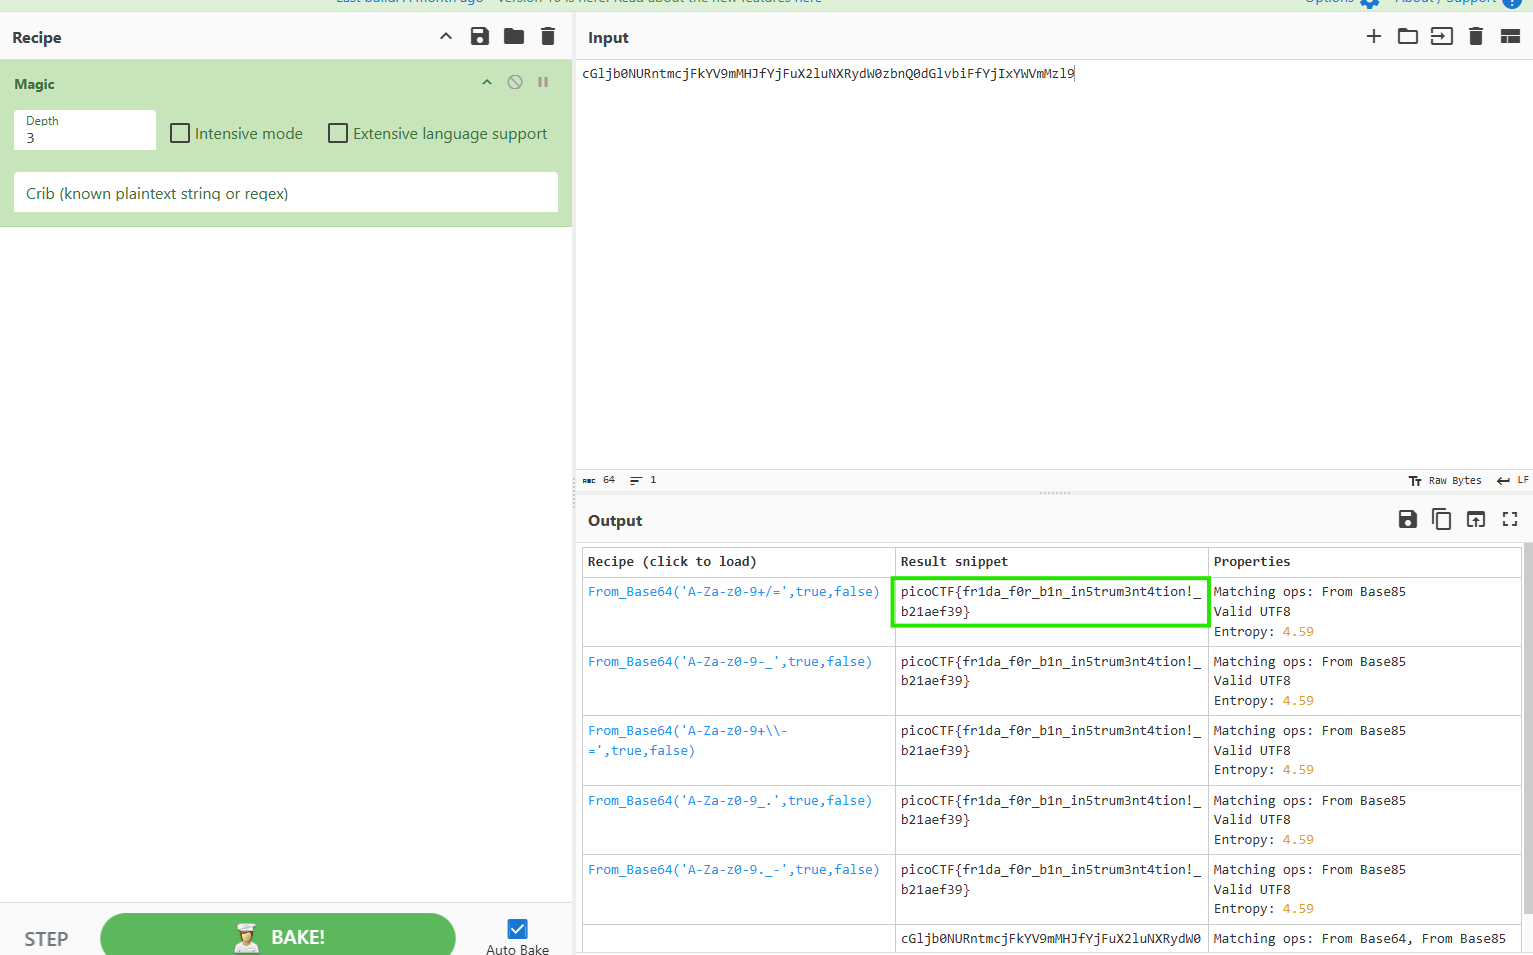 Last build: A month ago - Version 10 is here! Read about the new features here
Options
About / Support
Recipe
Magic
Depth
3
Intensive mode
Extensive language support
Crib (known plaintext string or regex)
STEP
BAKE!
Auto Bake
Input
cGljb0NURntmcjFkYV9mMHJfYjFuX2luNXRydW0zbnQ0dGlvbiFfYjIxYWVmMzl9
ABC 64 1
Raw Bytes LF
Output
Recipe (click to load) Result snippet Properties
From_Base64('A-Za-z0-9+/=',true,false) picoCTF{fr1da_f0r_b1n_in5trum3nt4tion!_ Matching ops: From Base85
b21aef39} Valid UTF8
Entropy: 4.59
From_Base64('A-Za-z0-9-_',true,false) picoCTF{fr1da_f0r_b1n_in5trum3nt4tion!_ Matching ops: From Base85
b21aef39} Valid UTF8
Entropy: 4.59
From_Base64('A-Za-z0-9+\\- picoCTF{fr1da_f0r_b1n_in5trum3nt4tion!_ Matching ops: From Base85
=',true,false) b21aef39} Valid UTF8
Entropy: 4.59
From_Base64('A-Za-z0-9_.',true,false) picoCTF{fr1da_f0r_b1n_in5trum3nt4tion!_ Matching ops: From Base85
b21aef39} Valid UTF8
Entropy: 4.59
From_Base64('A-Za-z0-9._-',true,false) picoCTF{fr1da_f0r_b1n_in5trum3nt4tion!_ Matching ops: From Base85
b21aef39} Valid UTF8
Entropy: 4.59
cGljb0NURntmcjFkYV9mMHJfYjFuX2luNXRydW0 Matching ops: From Base64, From Base85